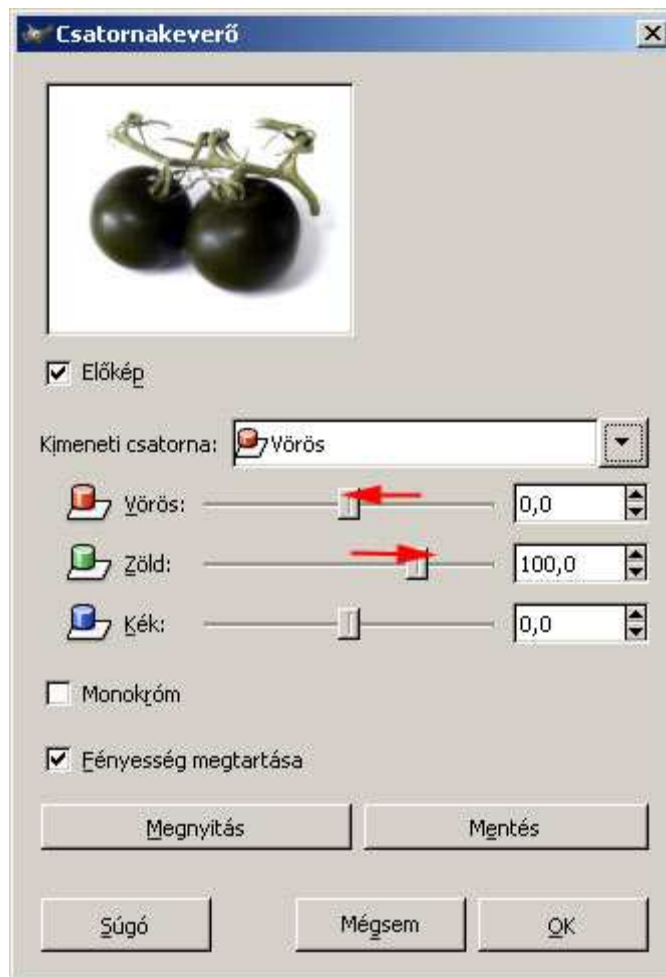 Csatornakeverő
Előkép
Kimeneti csatorna: Vörös
Vörös: 0,0
Zöld: 100,0
Kék: 0,0
Monokróm
Fényesség megtartása
Megnyitás Mentés
Súgó Mégsem OK